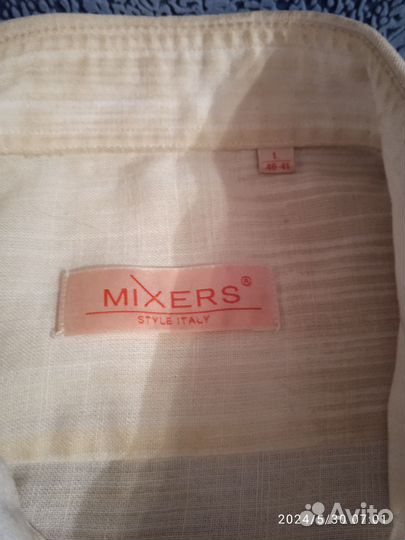 L
40-41
MIXERS®
STYLE ITALY
2024/5/30 07:01
Avito